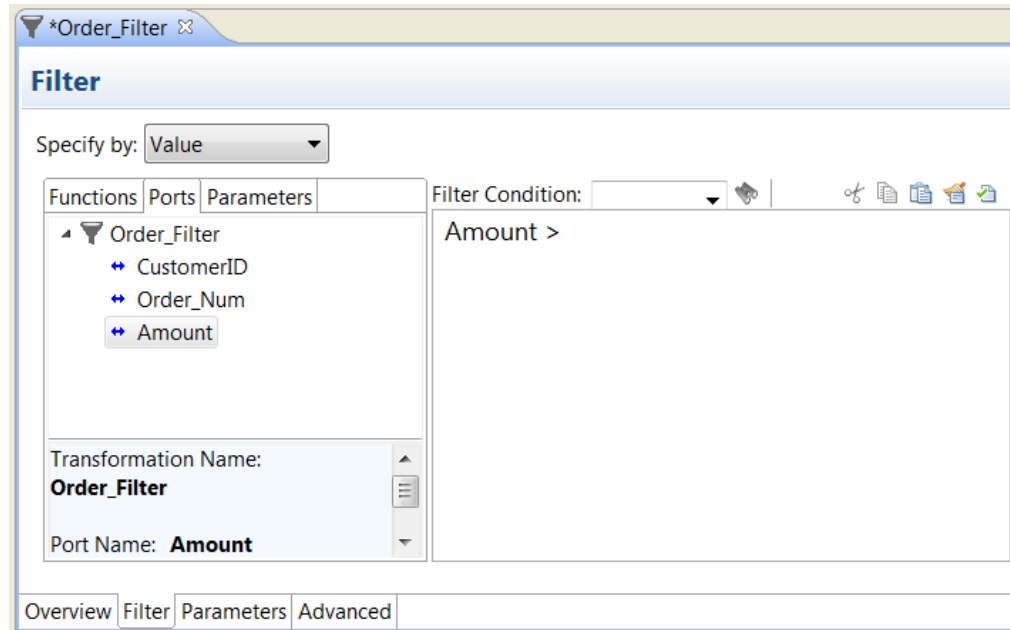 *Order_Filter
Filter
Specify by: Value
Functions Ports Parameters
Filter Condition:
Order_Filter
CustomerID
Order_Num
Amount
Amount >
Transformation Name:
Order_Filter
Port Name: Amount
Overview Filter Parameters Advanced